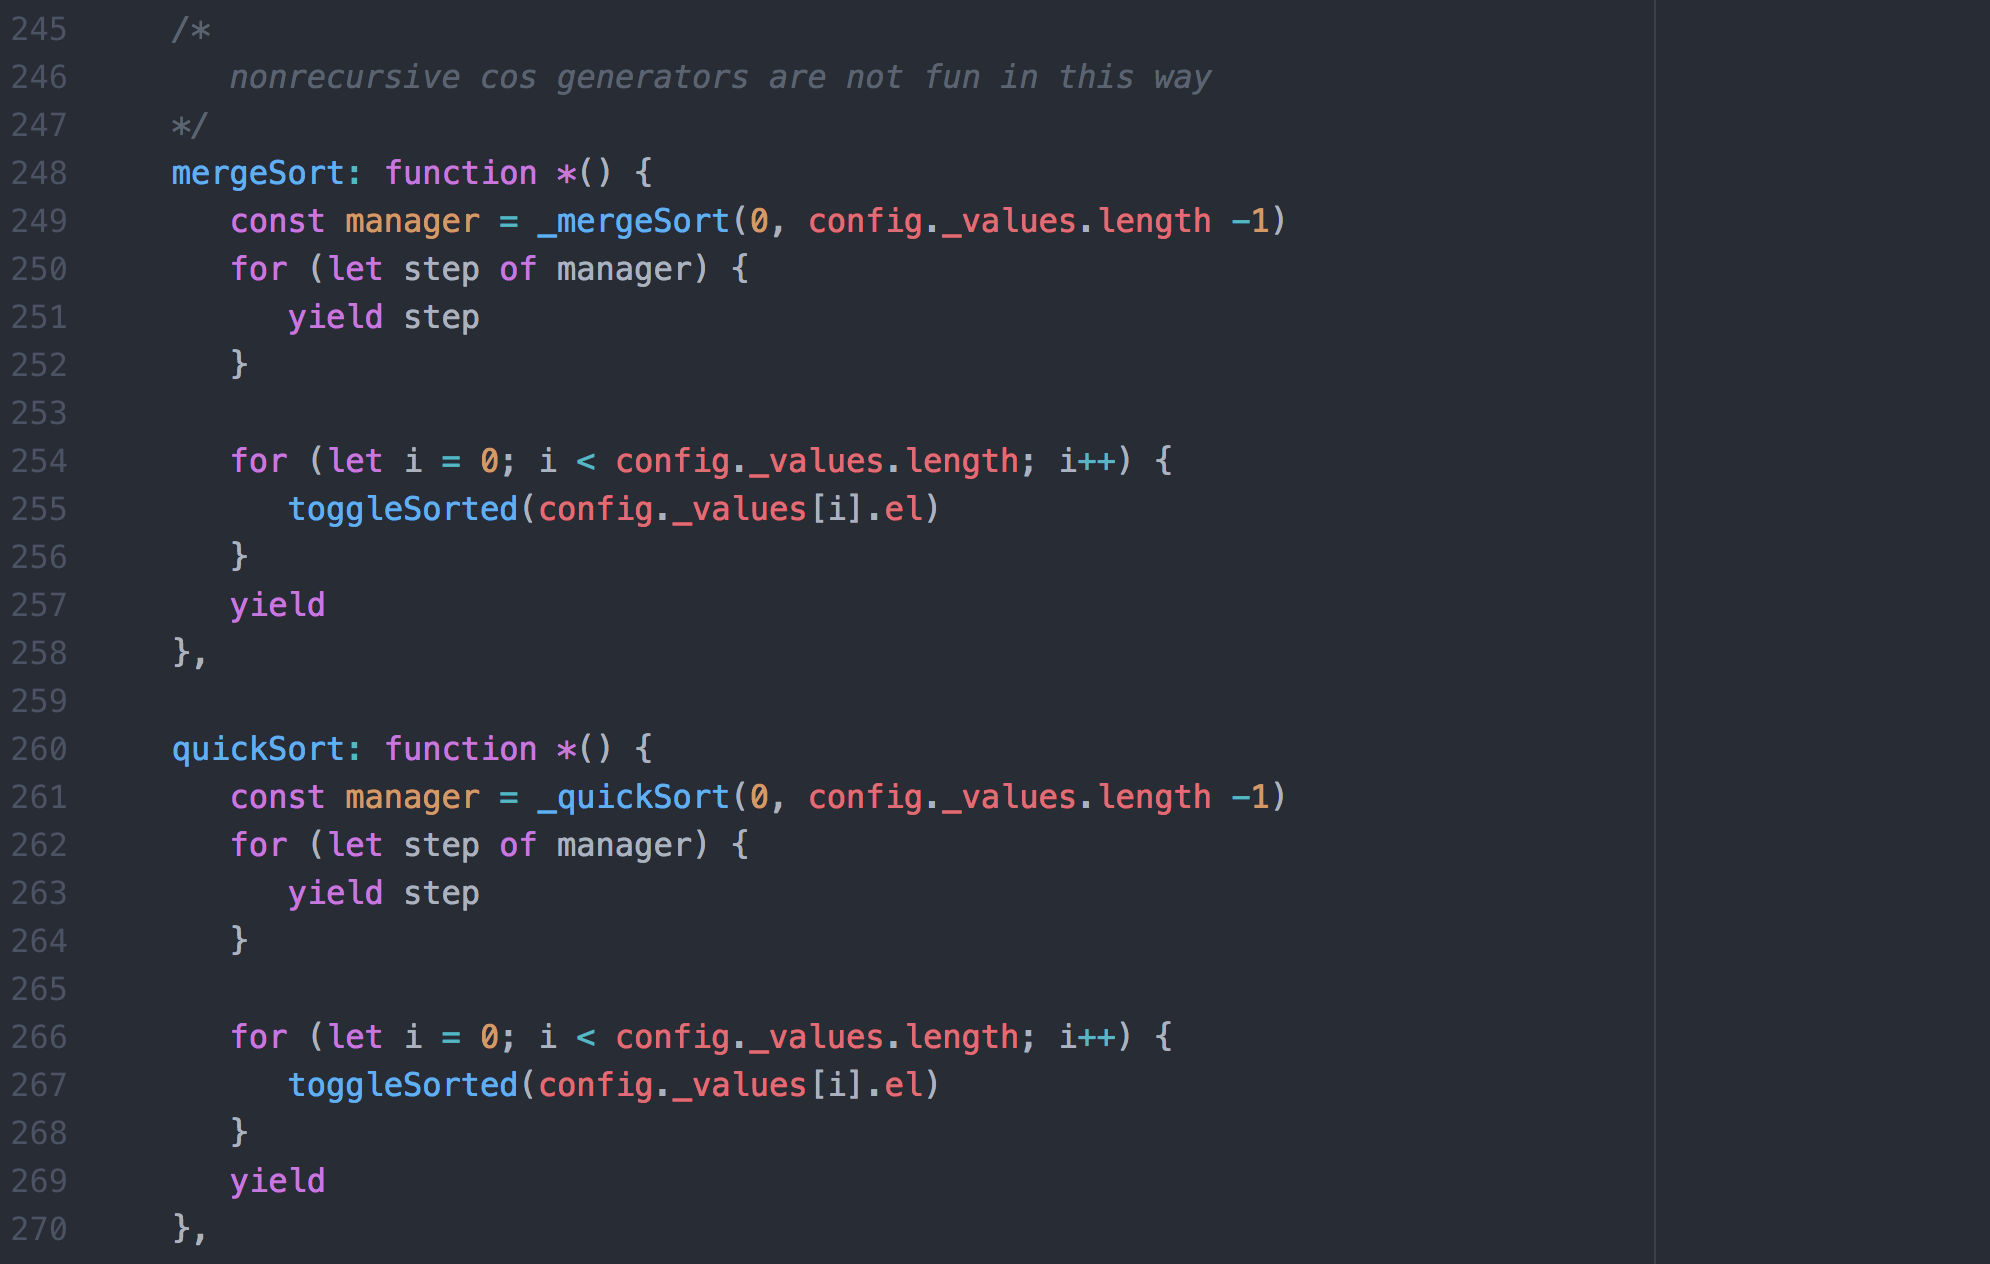 245 /*
246 nonrecursive cos generators are not fun in this way
247 */
248 mergeSort: function *() {
249 const manager = _mergeSort(0, config._values.length -1)
250 for (let step of manager) {
251 yield step
252 }
253
254 for (let i = 0; i < config._values.length; i++) {
255 toggleSorted(config._values[i].el)
256 }
257 yield
258 },
259
260 quickSort: function *() {
261 const manager = _quickSort(0, config._values.length -1)
262 for (let step of manager) {
263 yield step
264 }
265
266 for (let i = 0; i < config._values.length; i++) {
267 toggleSorted(config._values[i].el)
268 }
269 yield
270 },